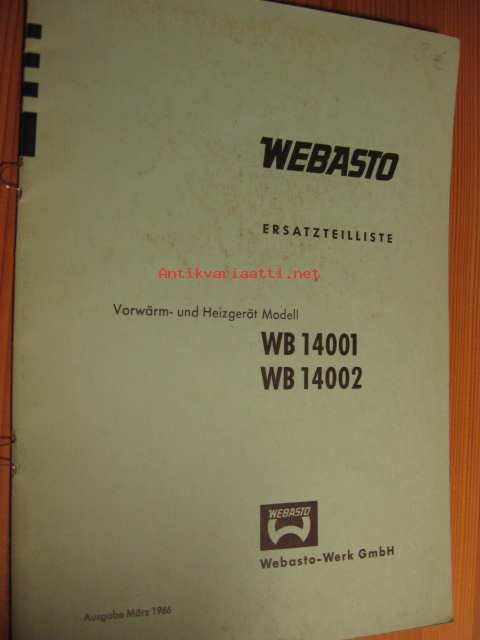 WEBASTO
ERSATZTEILLISTE
Antikvariaatti.net
Vorwärm- und Heizgerät Modell
WB 14001
WB 14002
WEBASTO
Webasto-Werk GmbH
Ausgabe März 1966